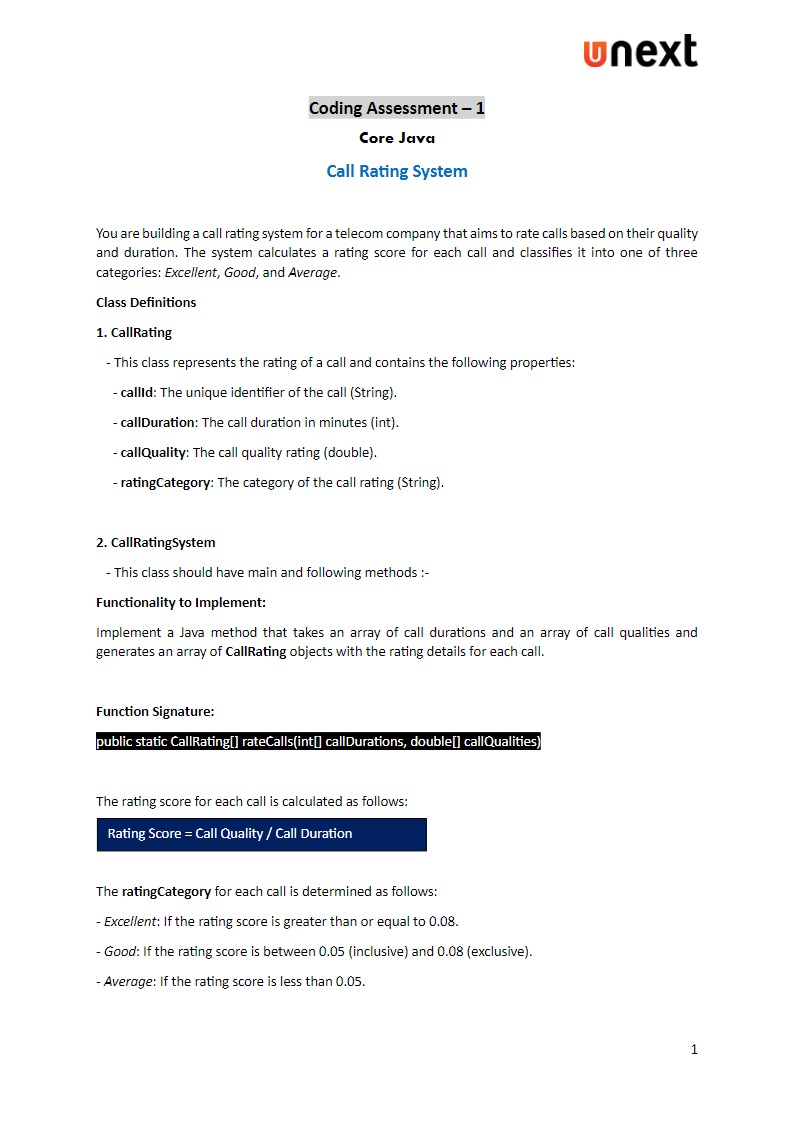 unext
Coding Assessment – 1
Core Java
Call Rating System
You are building a call rating system for a telecom company that aims to rate calls based on their quality
and duration. The system calculates a rating score for each call and classifies it into one of three
categories: Excellent, Good, and Average.
Class Definitions
1. CallRating
- This class represents the rating of a call and contains the following properties:
- callId: The unique identifier of the call (String).
- callDuration: The call duration in minutes (int).
- callQuality: The call quality rating (double).
- ratingCategory: The category of the call rating (String).
2. CallRatingSystem
- This class should have main and following methods :-
Functionality to Implement:
Implement a Java method that takes an array of call durations and an array of call qualities and
generates an array of CallRating objects with the rating details for each call.
Function Signature:
public static CallRating[] rateCalls(int[] callDurations, double[] callQualities)
The rating score for each call is calculated as follows:
Rating Score = Call Quality / Call Duration
The ratingCategory for each call is determined as follows:
- Excellent: If the rating score is greater than or equal to 0.08.
- Good: If the rating score is between 0.05 (inclusive) and 0.08 (exclusive).
- Average: If the rating score is less than 0.05.
1